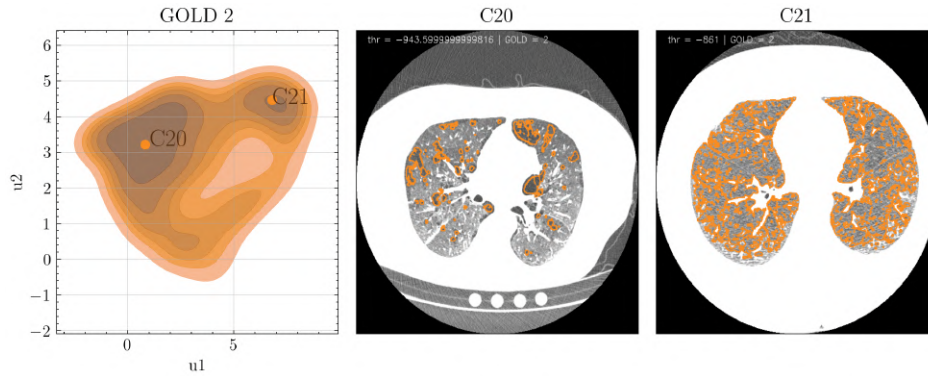 GOLD 2
C20
C21
6
5
4
3
2
1
0
−1
−2
0
5
u2
u1
C21
C20
thr = −943.5999999999816 | GOLD = 2
thr = −861 | GOLD = 2